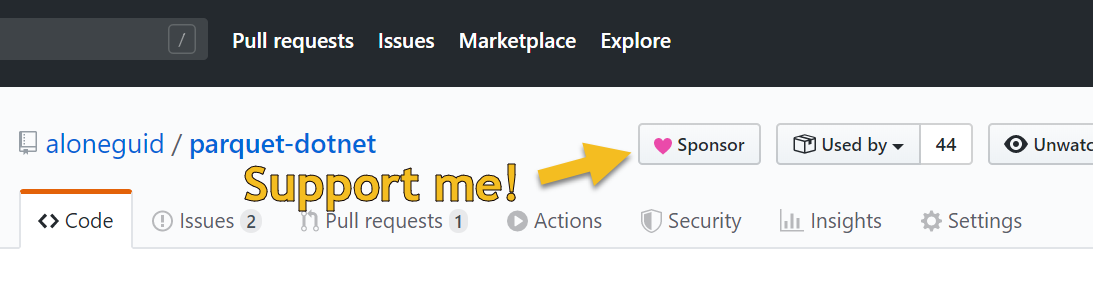 / Pull requests Issues Marketplace Explore
aloneguid / parquet-dotnet Sponsor Used by 44 Unwatc
Support me!
Code Issues 2 Pull requests 1 Actions Security Insights Settings